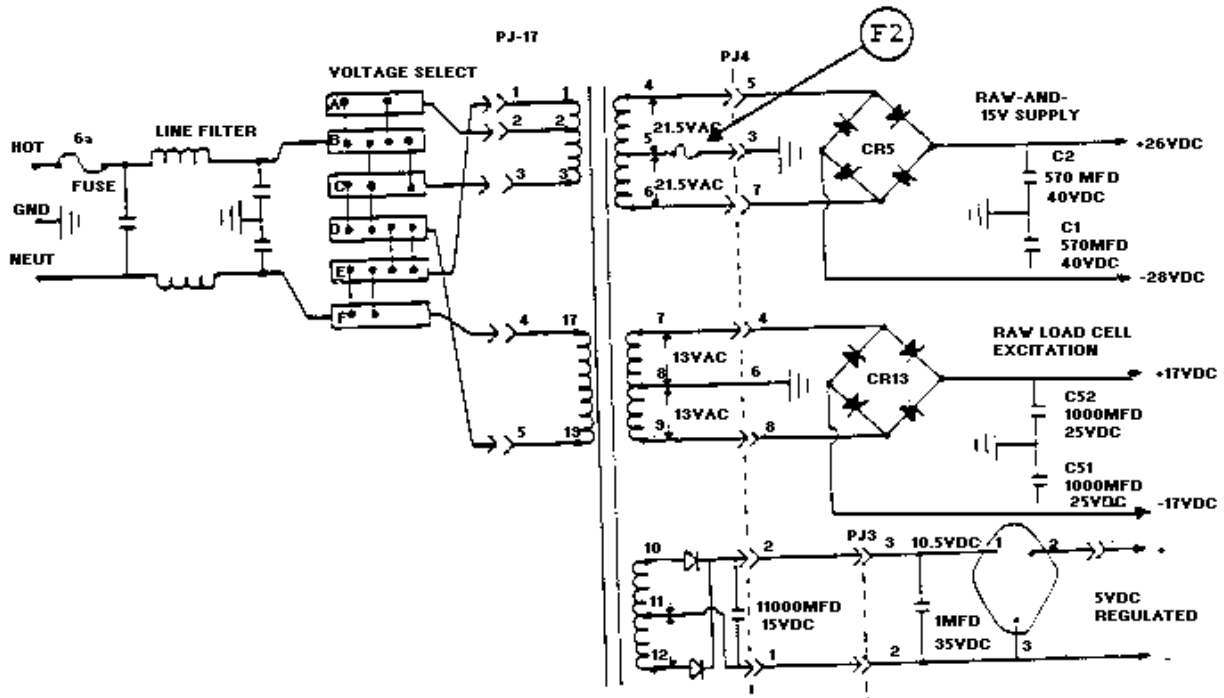 F2
PJ-17
PJ4
VOLTAGE SELECT
RAW-AND-
15V SUPPLY
6a
LINE FILTER
HOT
FUSE
GND
NEUT
A
B
C
D
E
F
1
2
3
4
5
1
2
3
17
13
4
5
6
21.5VAC
21.5VAC
5
3
7
CR5
+26VDC
C2
570 MFD
40VDC
C1
570MFD
40VDC
-28VDC
7
8
9
13VAC
13VAC
4
6
8
CR13
RAW LOAD CELL
EXCITATION
+17VDC
C52
1000MFD
25VDC
C51
1000MFD
25VDC
-17VDC
10
11
12
2
1
11000MFD
15VDC
PJ3
3
2
10.5VDC
1
2
3
+
-
1MFD
35VDC
5VDC
REGULATED